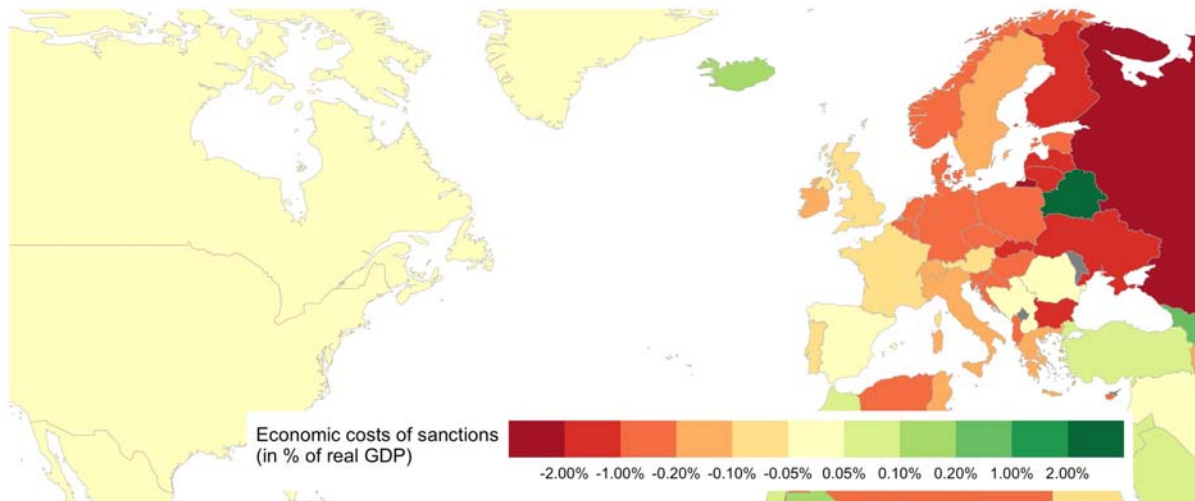 Economic costs of sanctions
(in % of real GDP)
-2.00% -1.00% -0.20% -0.10% -0.05% 0.05% 0.10% 0.20% 1.00% 2.00%